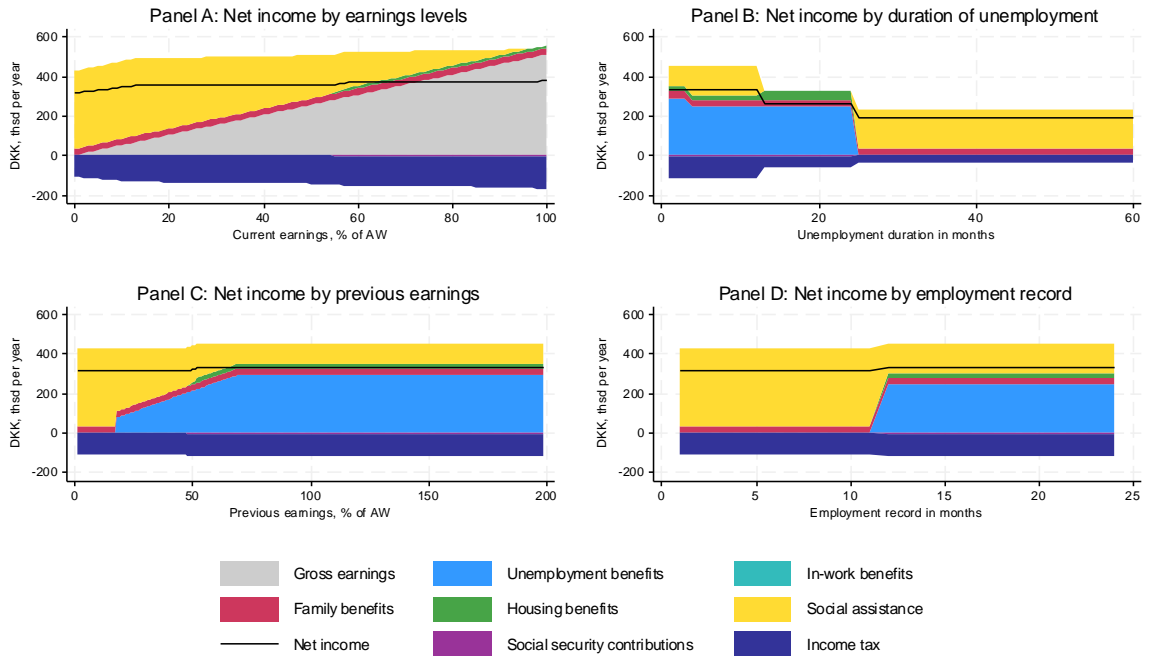 Panel A: Net income by earnings levels
DKK, thsd per year
600
400
200
0
-200
0 20 40 60 80 100
Current earnings, % of AW
Panel B: Net income by duration of unemployment
DKK, thsd per year
600
400
200
0
-200
0 20 40 60
Unemployment duration in months
Panel C: Net income by previous earnings
DKK, thsd per year
600
400
200
0
-200
0 50 100 150 200
Previous earnings, % of AW
Panel D: Net income by employment record
DKK, thsd per year
600
400
200
0
-200
0 5 10 15 20 25
Employment record in months
Gross earnings Unemployment benefits In-work benefits
Family benefits Housing benefits Social assistance
Net income Social security contributions Income tax